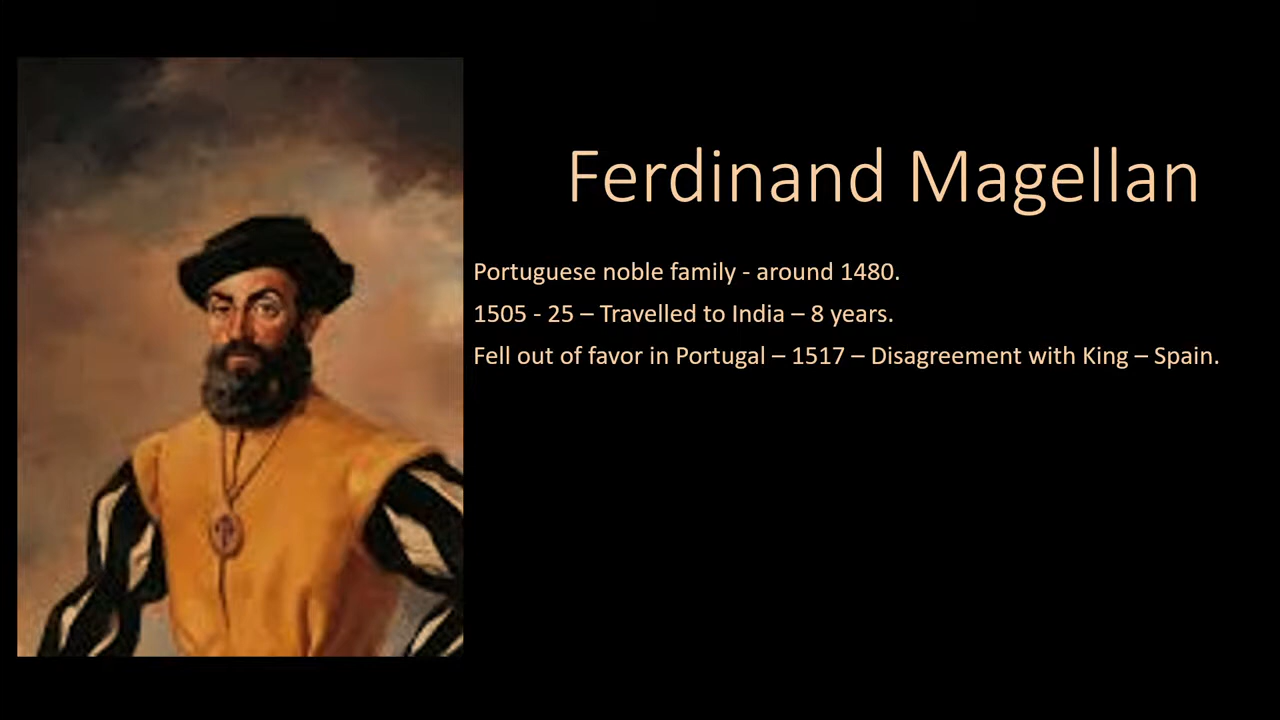 Ferdinand Magellan
Portuguese noble family - around 1480.
1505 - 25 – Travelled to India – 8 years.
Fell out of favor in Portugal – 1517 – Disagreement with King – Spain.